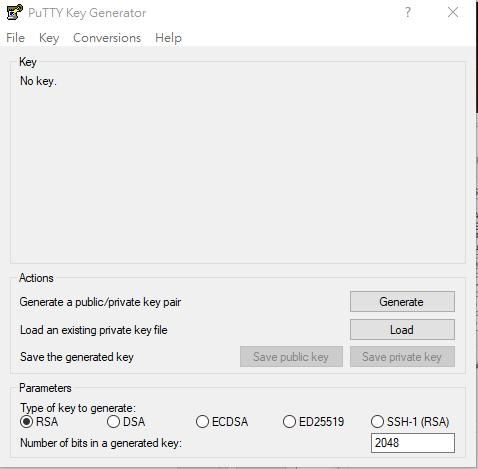 PuTTY Key Generator ? ×
File Key Conversions Help
Key
No key.
Actions
Generate a public/private key pair Generate
Load an existing private key file Load
Save the generated key Save public key Save private key
Parameters
Type of key to generate:
RSA DSA ECDSA ED25519 SSH-1 (RSA)
Number of bits in a generated key: 2048